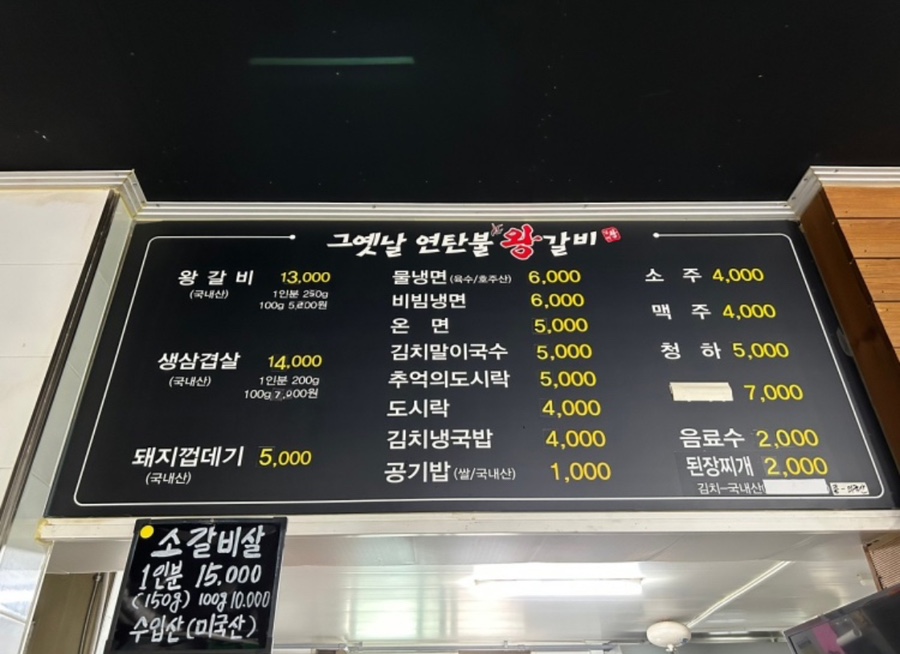 그옛날 연탄불 왕갈비
왕갈비 13,000
(국내산) 1인분 250g
100g 5,200원
생삼겹살 14,000
(국내산) 1인분 200g
100g 7,000원
돼지껍데기 5,000
(국내산)
물냉면 (육수/호주산) 6,000
비빔냉면 6,000
온 면 5,000
김치말이국수 5,000
추억의도시락 5,000
도시락 4,000
김치냉국밥 4,000
공기밥 (쌀/국내산) 1,000
소 주 4,000
맥 주 4,000
청 하 5,000
7,000
음료수 2,000
된장찌개 2,000
김치-국내산
소갈비살
1인분 15.000
(150g) 100g 10.000
수입산(미국산)